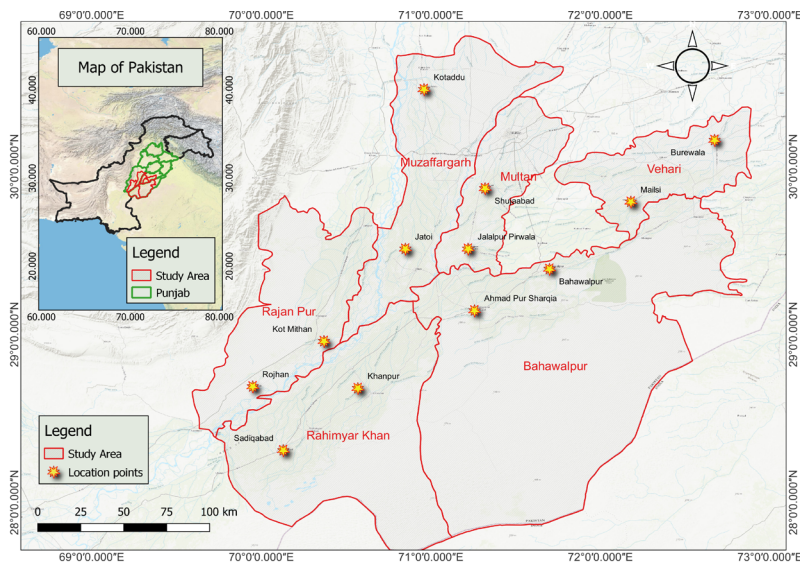 69°0'0.000"E 70°0'0.000"E 71°0'0.000"E 72°0'0.000"E 73°0'0.000"E
60.000 70.000 80.000
Map of Pakistan
40.000 40.000
30.000 30.000
20.000 20.000
Legend
Study Area
Punjab
60.000 70.000 80.000
30°0'0.000"N 30°0'0.000"N
29°0'0.000"N 29°0'0.000"N
28°0'0.000"N 28°0'0.000"N
Kotaddu
Muzaffargarh
Multan
Burewala
Vehari
Mailsi
Shujaabad
Jatoi
Jalalpur Pirwala
Bahawalpur
Ahmad Pur Sharqia
Rajan Pur
Kot Mithan
Rojhan
Khanpur
Bahawalpur
Sadiqabad
Rahimyar Khan
Legend
Study Area
Location points
0 25 50 75 100 km
69°0'0.000"E 70°0'0.000"E 71°0'0.000"E 72°0'0.000"E 73°0'0.000"E